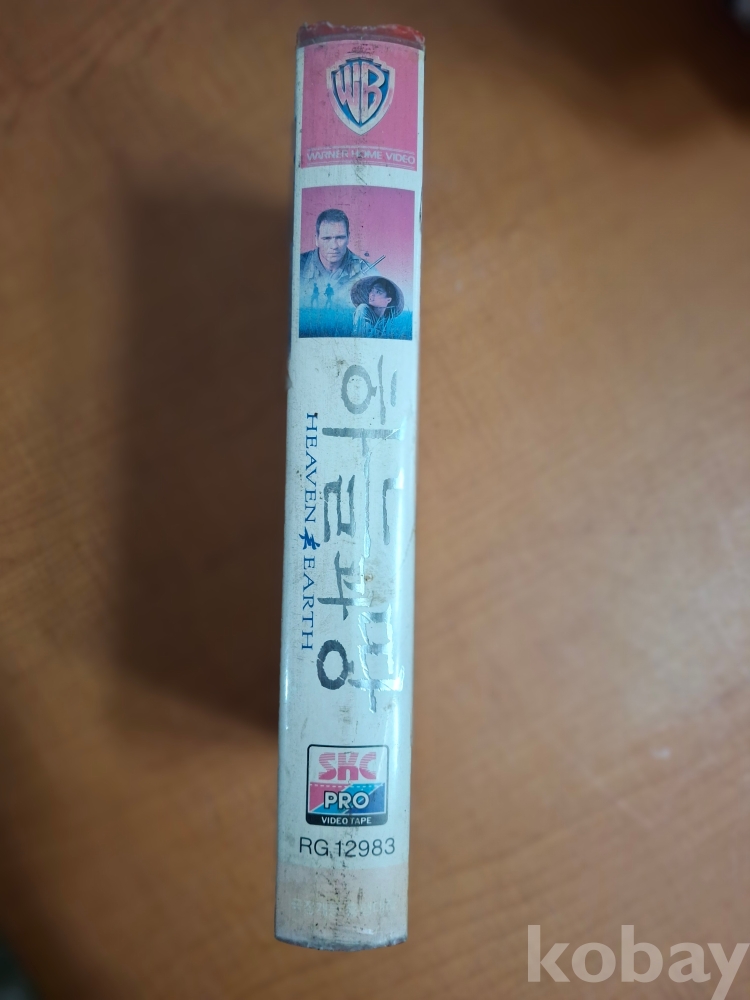 WB
WARNER HOME VIDEO
하늘과 땅
HEAVEN & EARTH
SKC
PRO
VIDEO TAPE
RG 12983
kobay